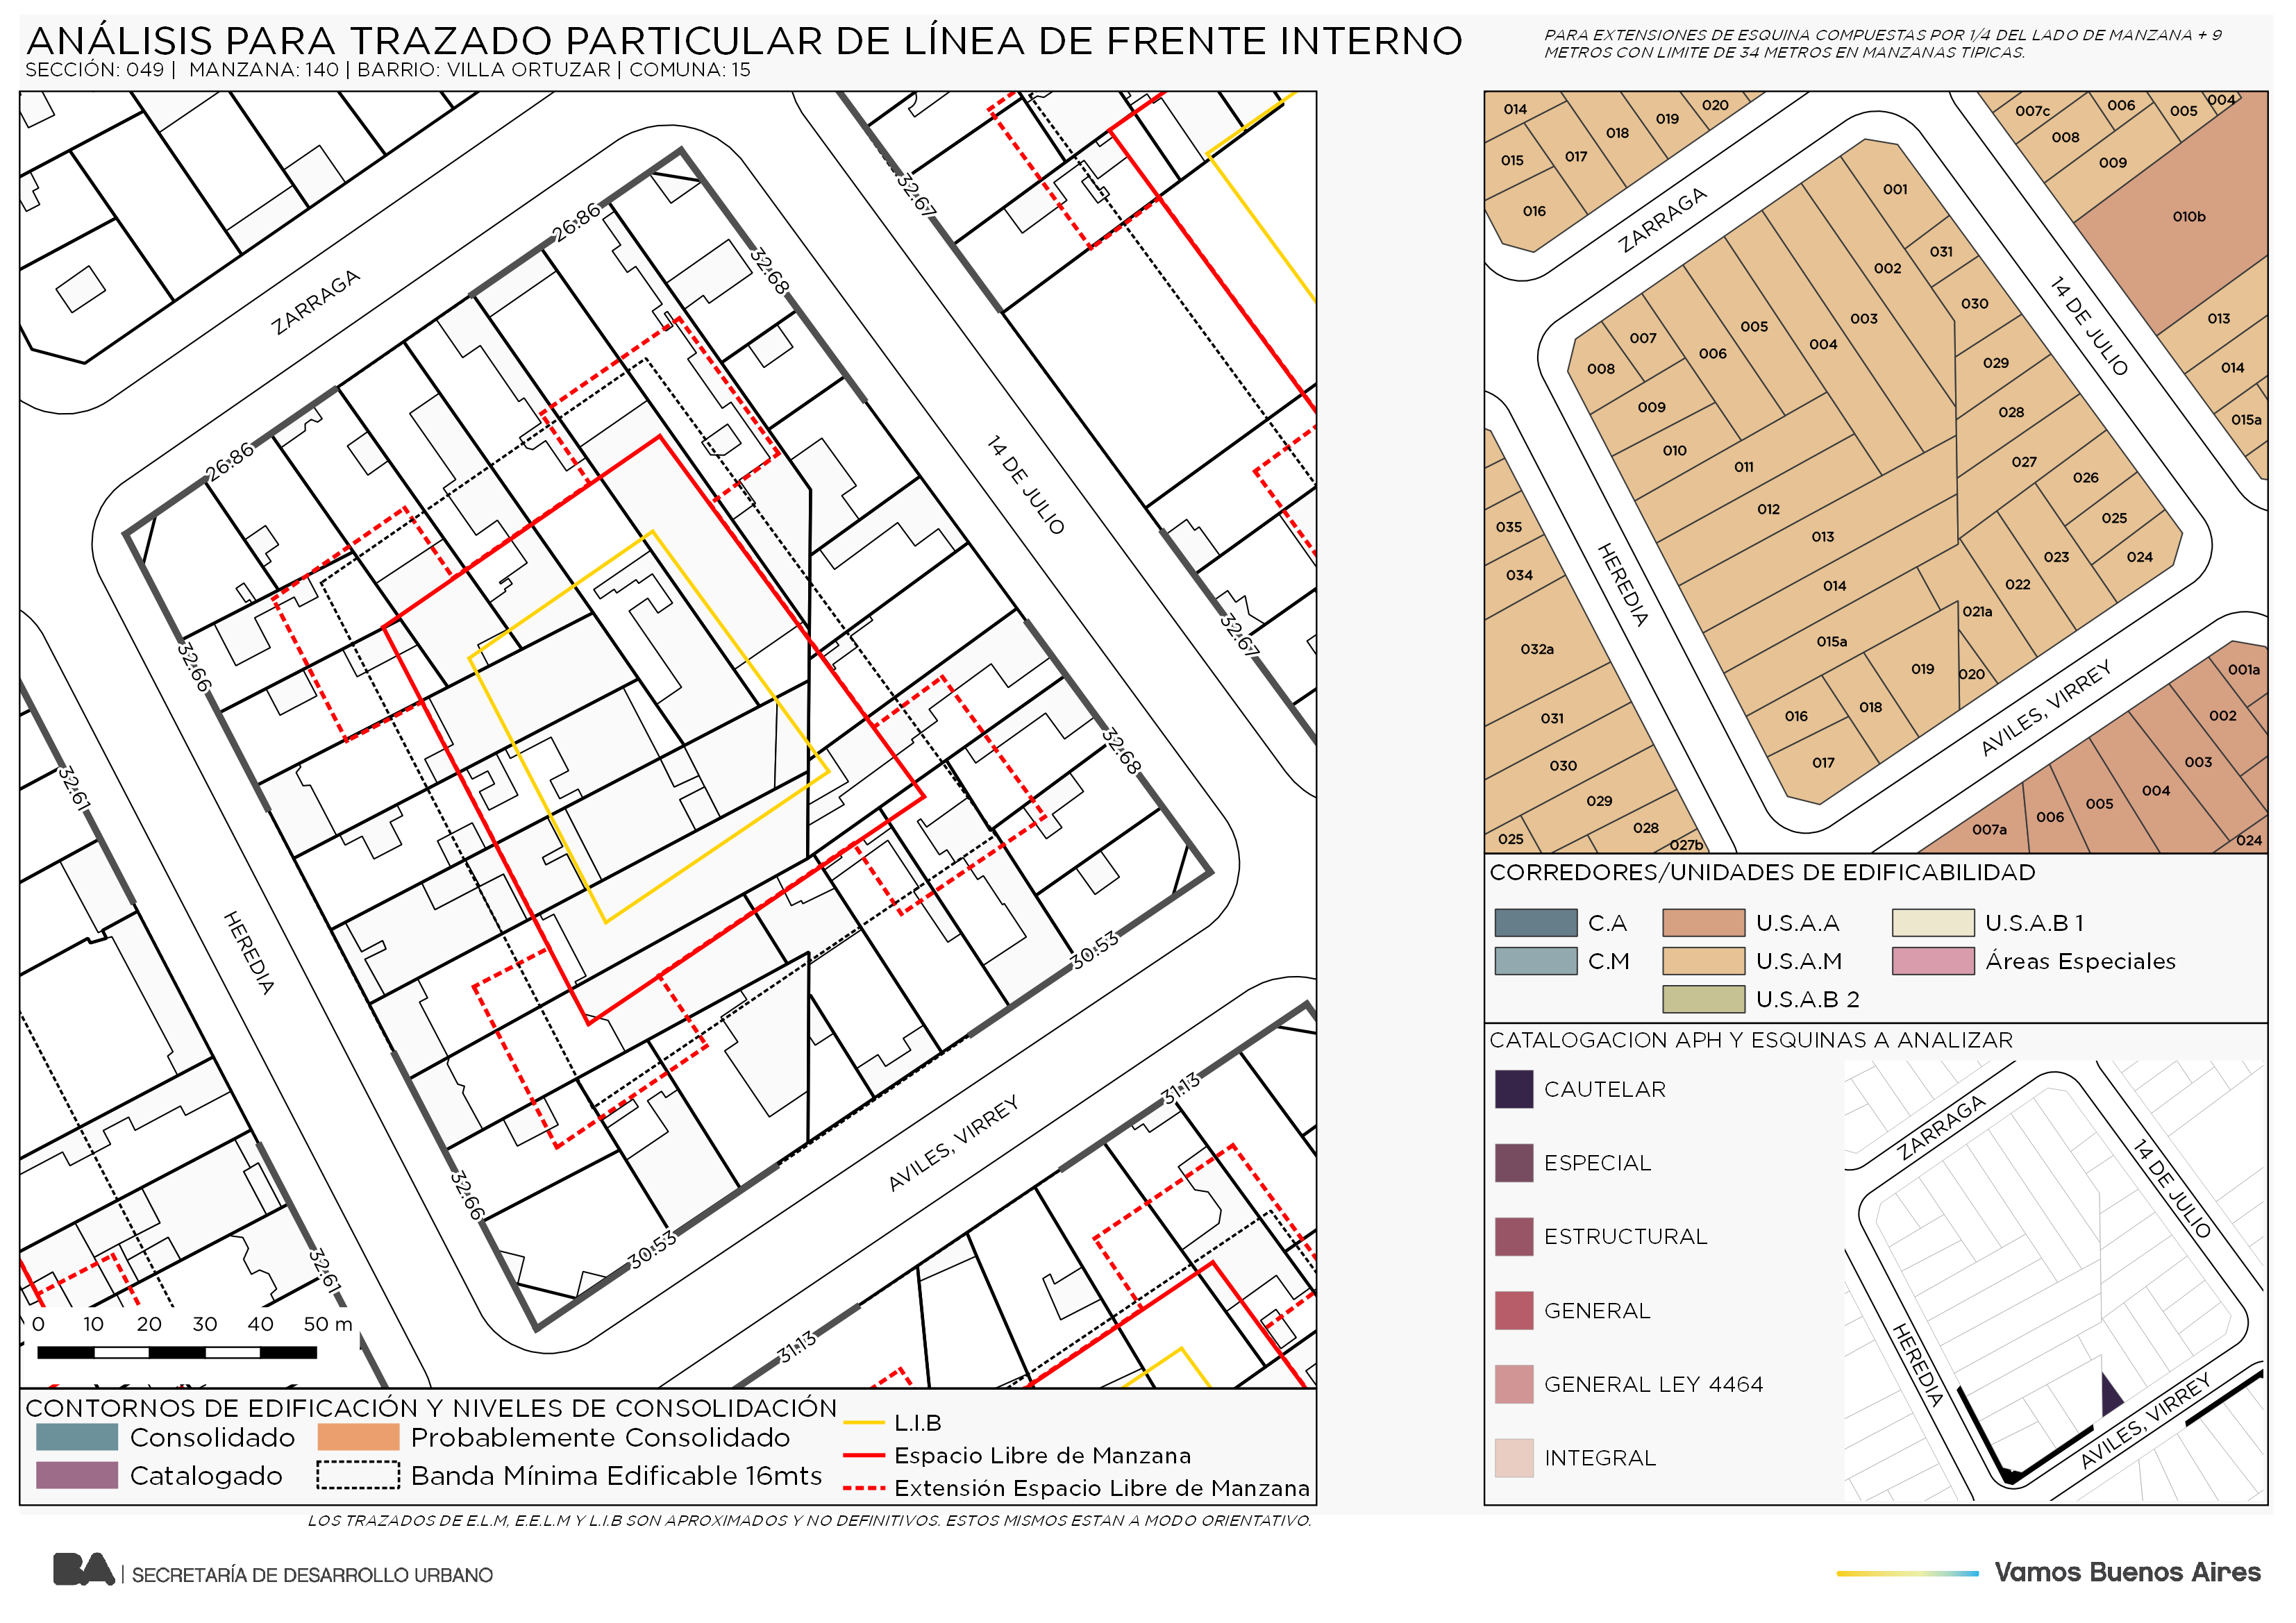 ANÁLISIS PARA TRAZADO PARTICULAR DE LÍNEA DE FRENTE INTERNO
SECCIÓN: 049 | MANZANA: 140 | BARRIO: VILLA ORTUZAR | COMUNA: 15
PARA EXTENSIONES DE ESQUINA COMPUESTAS POR 1/4 DEL LADO DE MANZANA + 9
METROS CON LIMITE DE 34 METROS EN MANZANAS TIPICAS.
26.86
32.67
32.68
ZARRAGA
26.86
14 DE JULIO
32.66
32.67
32.68
32.61
HEREDIA
30.53
31.13
AVILES, VIRREY
32.66
30.53
32.61
31.13
0 10 20 30 40 50 m
CONTORNOS DE EDIFICACIÓN Y NIVELES DE CONSOLIDACIÓN
Consolidado
Probablemente Consolidado
Catalogado
Banda Mínima Edificable 16mts
L.I.B
Espacio Libre de Manzana
Extensión Espacio Libre de Manzana
LOS TRAZADOS DE E.L.M, E.E.L.M Y L.I.B SON APROXIMADOS Y NO DEFINITIVOS. ESTOS MISMOS ESTAN A MODO ORIENTATIVO.
014
018
019
020
015
017
016
007c
006
005
004
008
009
010b
013
014
015a
ZARRAGA
14 DE JULIO
HEREDIA
AVILES, VIRREY
001
031
002
030
003
005
004
007
006
008
029
009
028
010
011
027
026
012
025
013
023
024
014
022
021a
015a
019
020
018
016
017
035
034
032a
031
030
029
028
025
027b
001a
002
003
004
005
006
007a
024
CORREDORES/UNIDADES DE EDIFICABILIDAD
C.A
U.S.A.A
U.S.A.B 1
C.M
U.S.A.M
Áreas Especiales
U.S.A.B 2
CATALOGACION APH Y ESQUINAS A ANALIZAR
CAUTELAR
ESPECIAL
ESTRUCTURAL
GENERAL
GENERAL LEY 4464
INTEGRAL
ZARRAGA
14 DE JULIO
HEREDIA
AVILES, VIRREY
BA | SECRETARÍA DE DESARROLLO URBANO
Vamos Buenos Aires